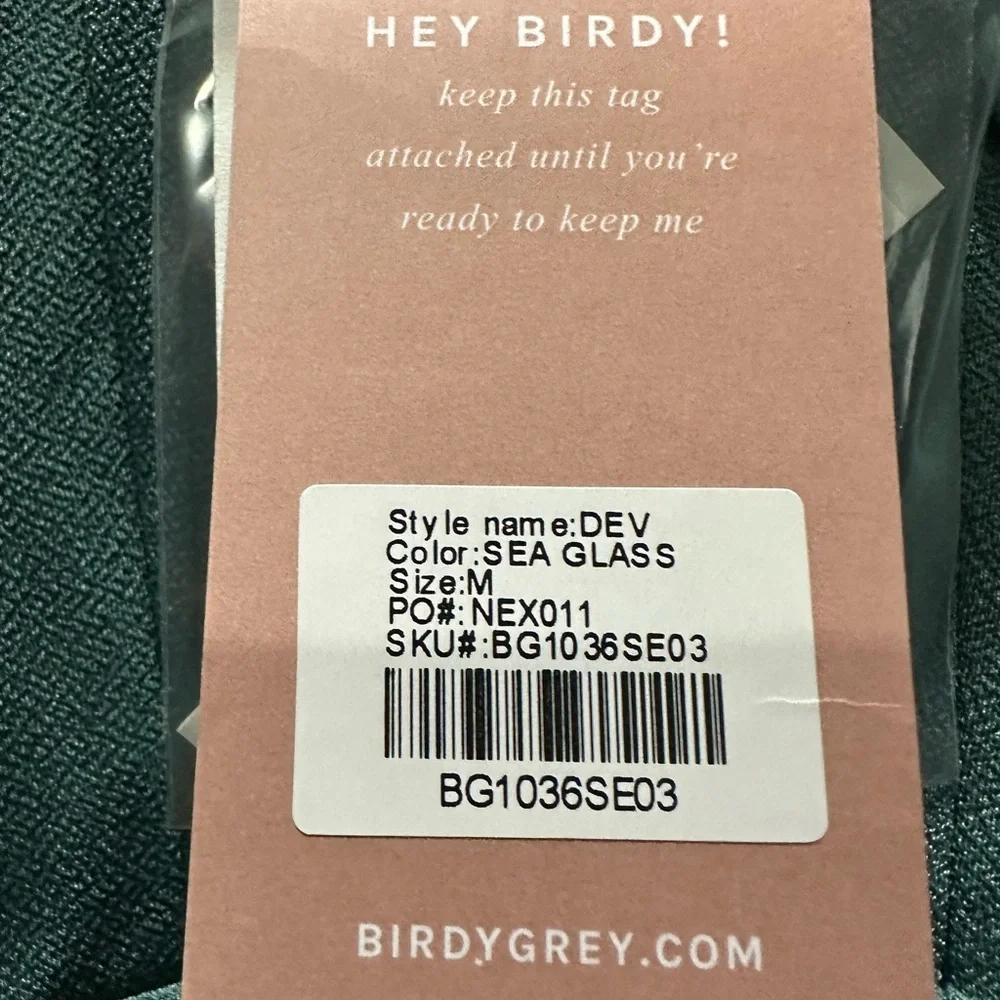 HEY BIRDY!
keep this tag
attached until you're
ready to keep me
Style name:DEV
Color:SEA GLASS
Size:M
PO#:NEX011
SKU#:BG1036SE03
BG1036SE03
BIRDYGREY.COM